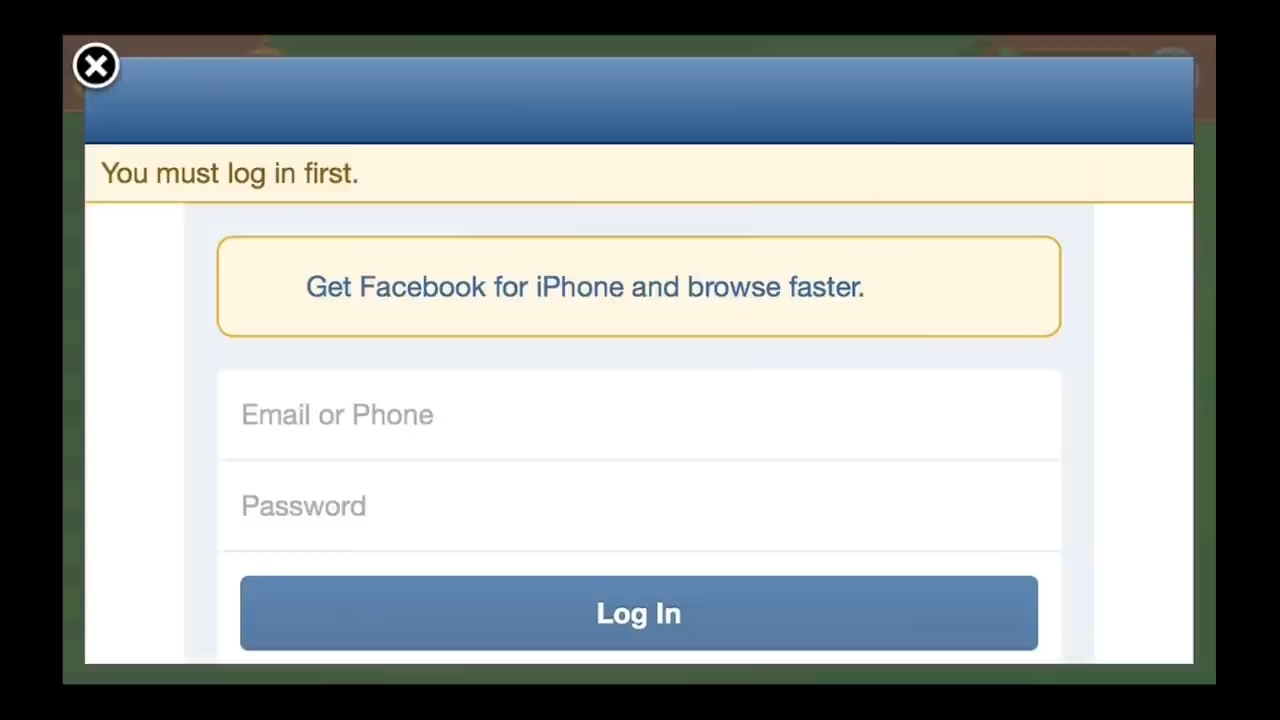 You must log in first.
Get Facebook for iPhone and browse faster.
Email or Phone
Password
Log In